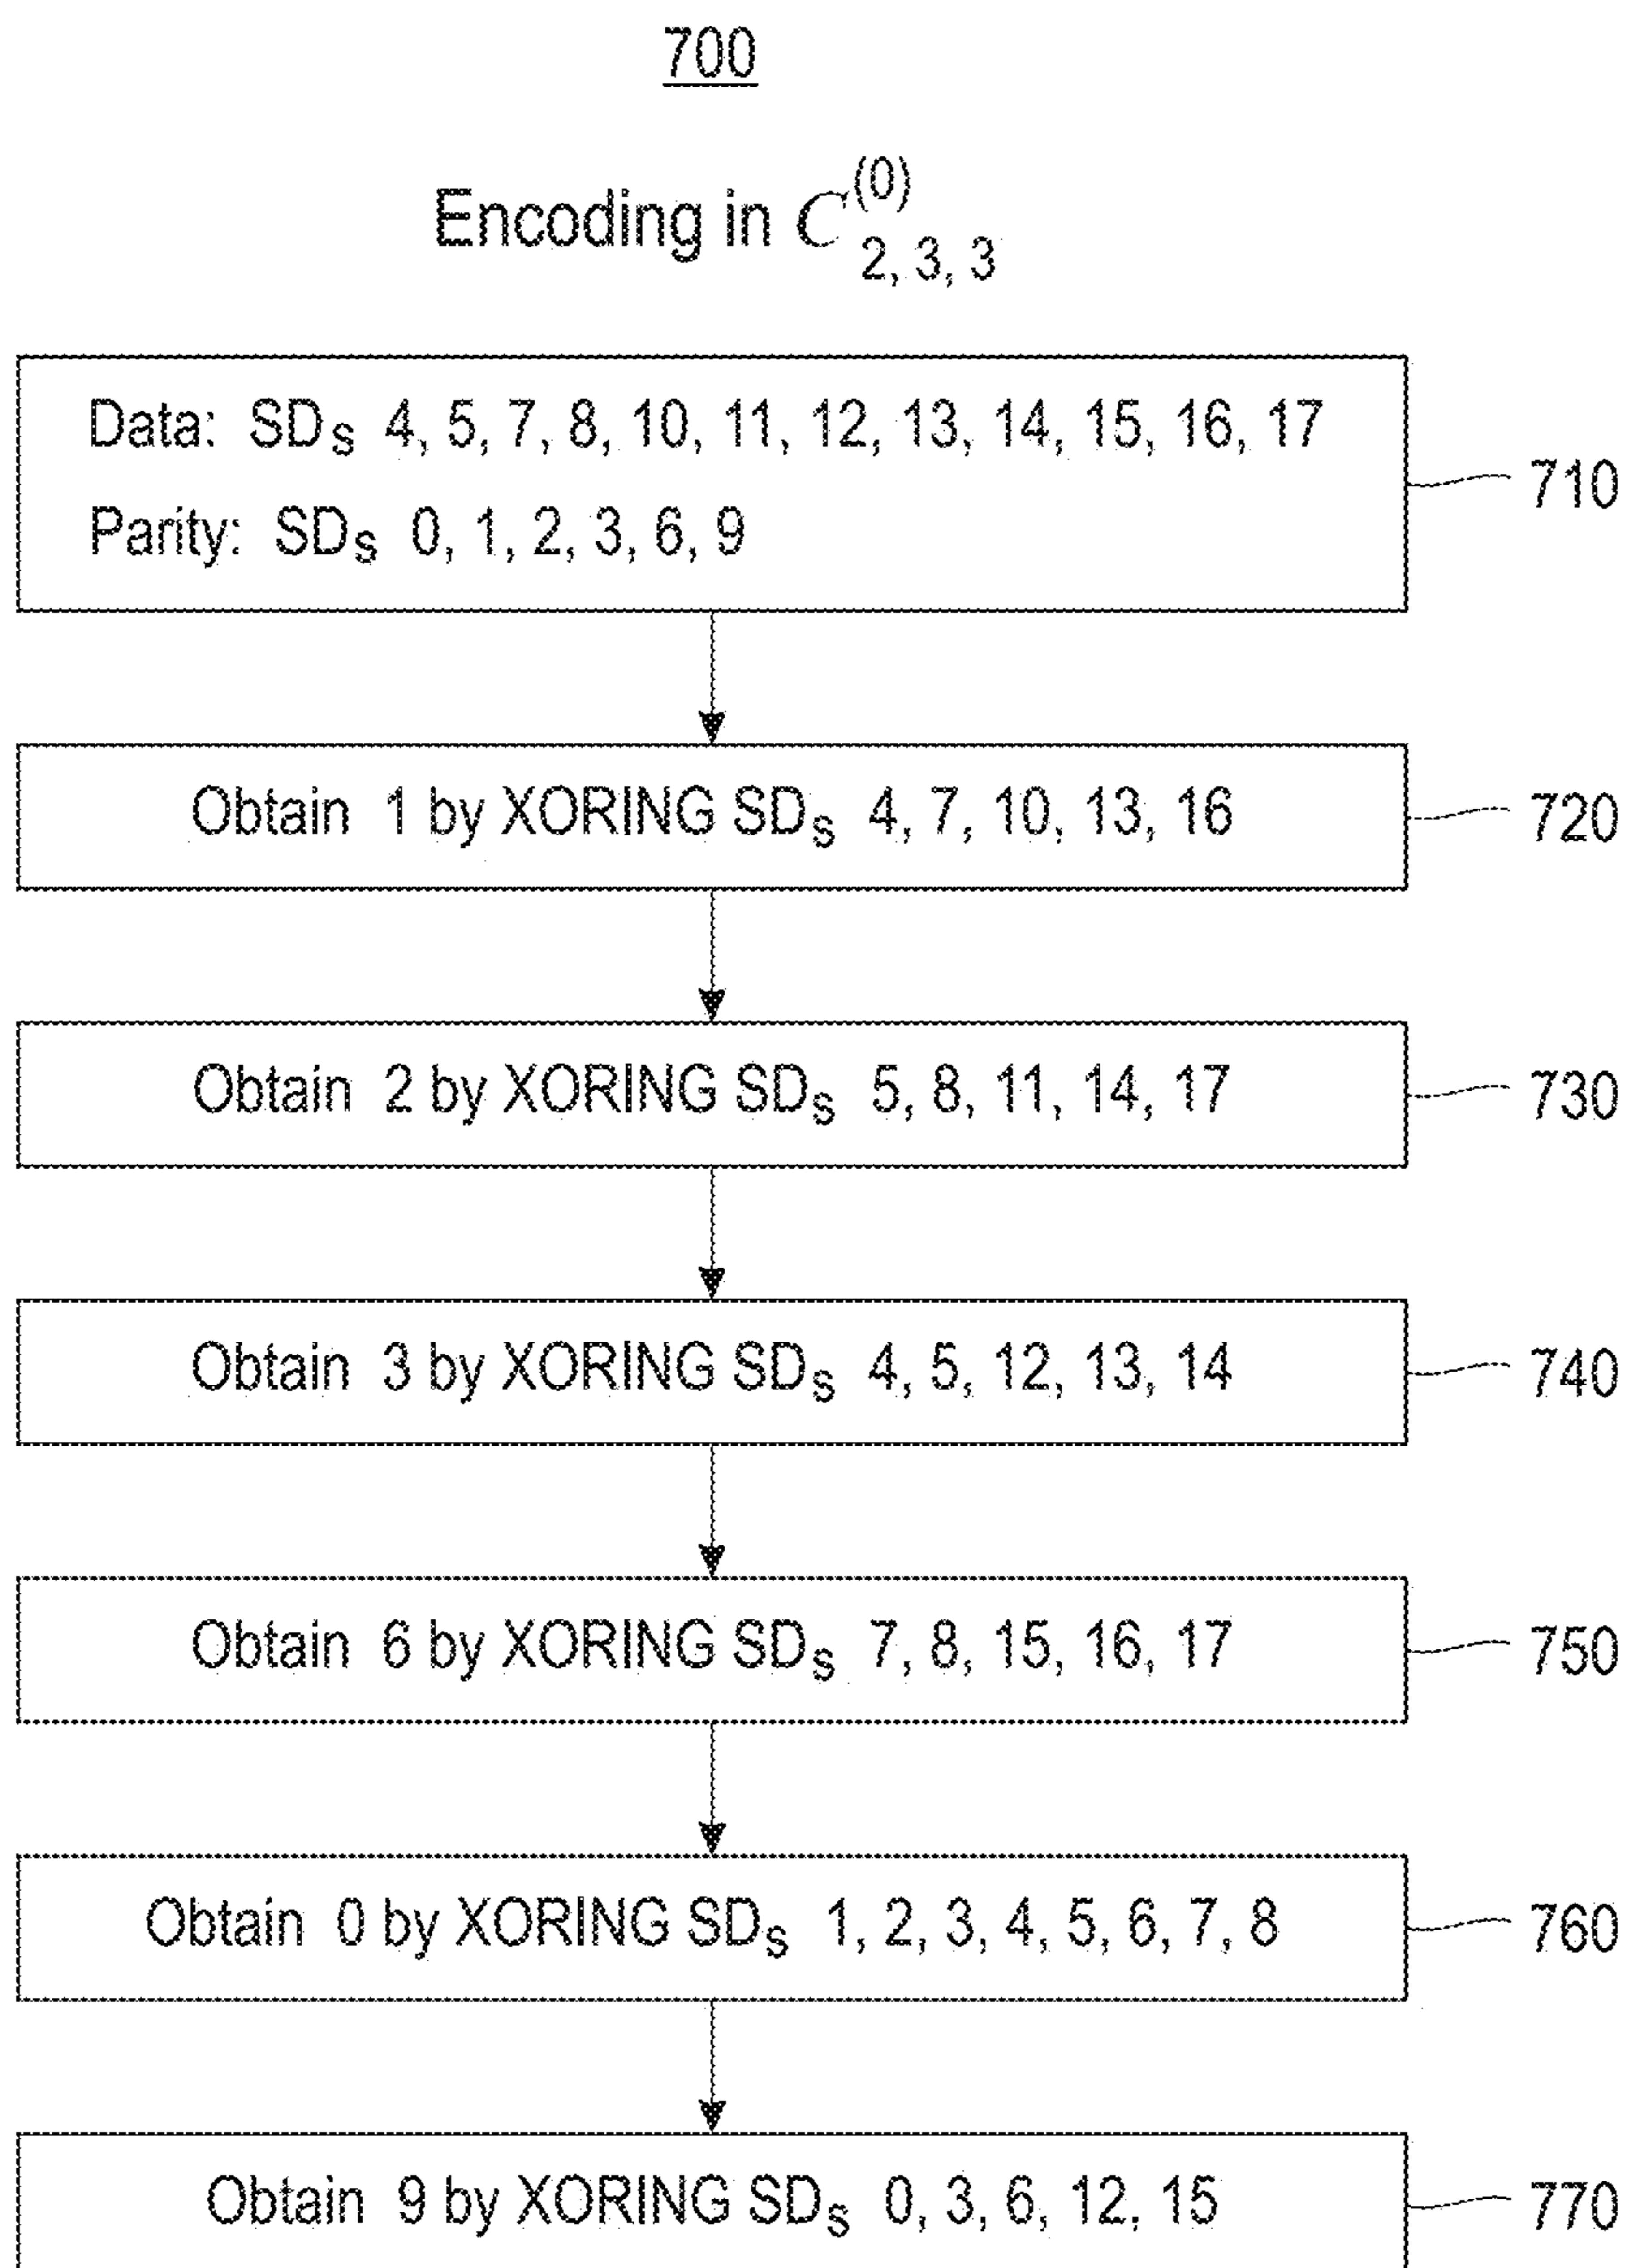 700
Encoding in C^(0)_2, 3, 3
Data: SDs 4, 5, 7, 8, 10, 11, 12, 13, 14, 15, 16, 17
Parity: SDs 0, 1, 2, 3, 6, 9
710
Obtain 1 by XORING SDs 4, 7, 10, 13, 16
720
Obtain 2 by XORING SDs 5, 8, 11, 14, 17
730
Obtain 3 by XORING SDs 4, 5, 12, 13, 14
740
Obtain 6 by XORING SDs 7, 8, 15, 16, 17
750
Obtain 0 by XORING SDs 1, 2, 3, 4, 5, 6, 7, 8
760
Obtain 9 by XORING SDs 0, 3, 6, 12, 15
770